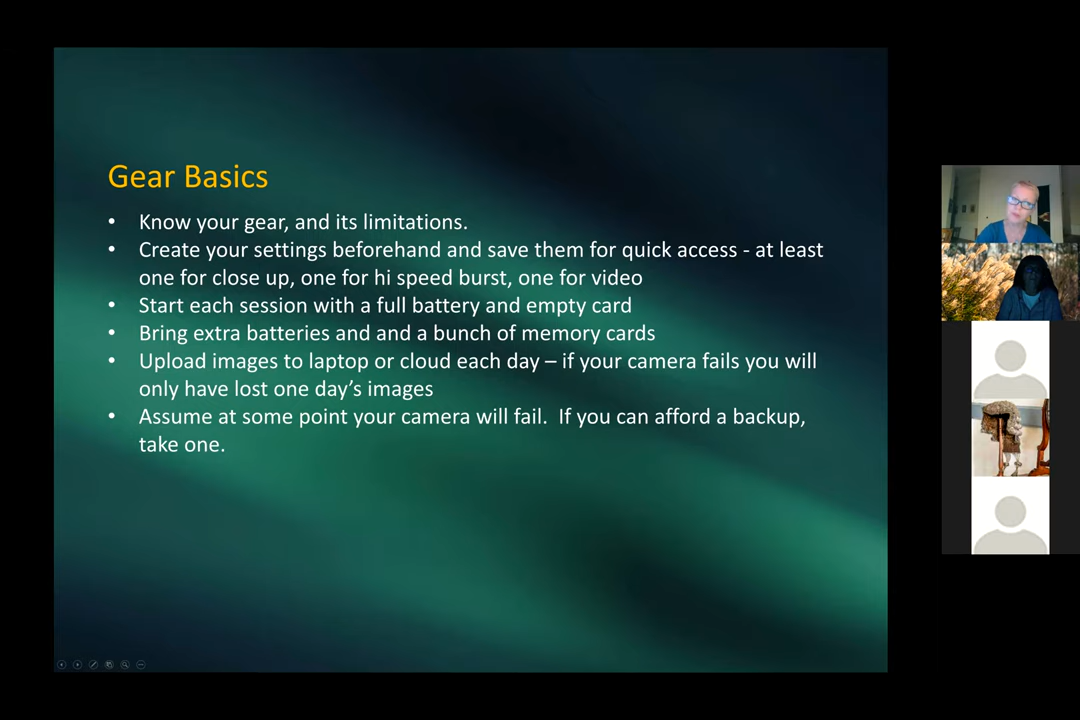 Gear Basics
• Know your gear, and its limitations.
• Create your settings beforehand and save them for quick access - at least
one for close up, one for hi speed burst, one for video
• Start each session with a full battery and empty card
• Bring extra batteries and and a bunch of memory cards
• Upload images to laptop or cloud each day – if your camera fails you will
only have lost one day’s images
• Assume at some point your camera will fail.  If you can afford a backup,
take one.